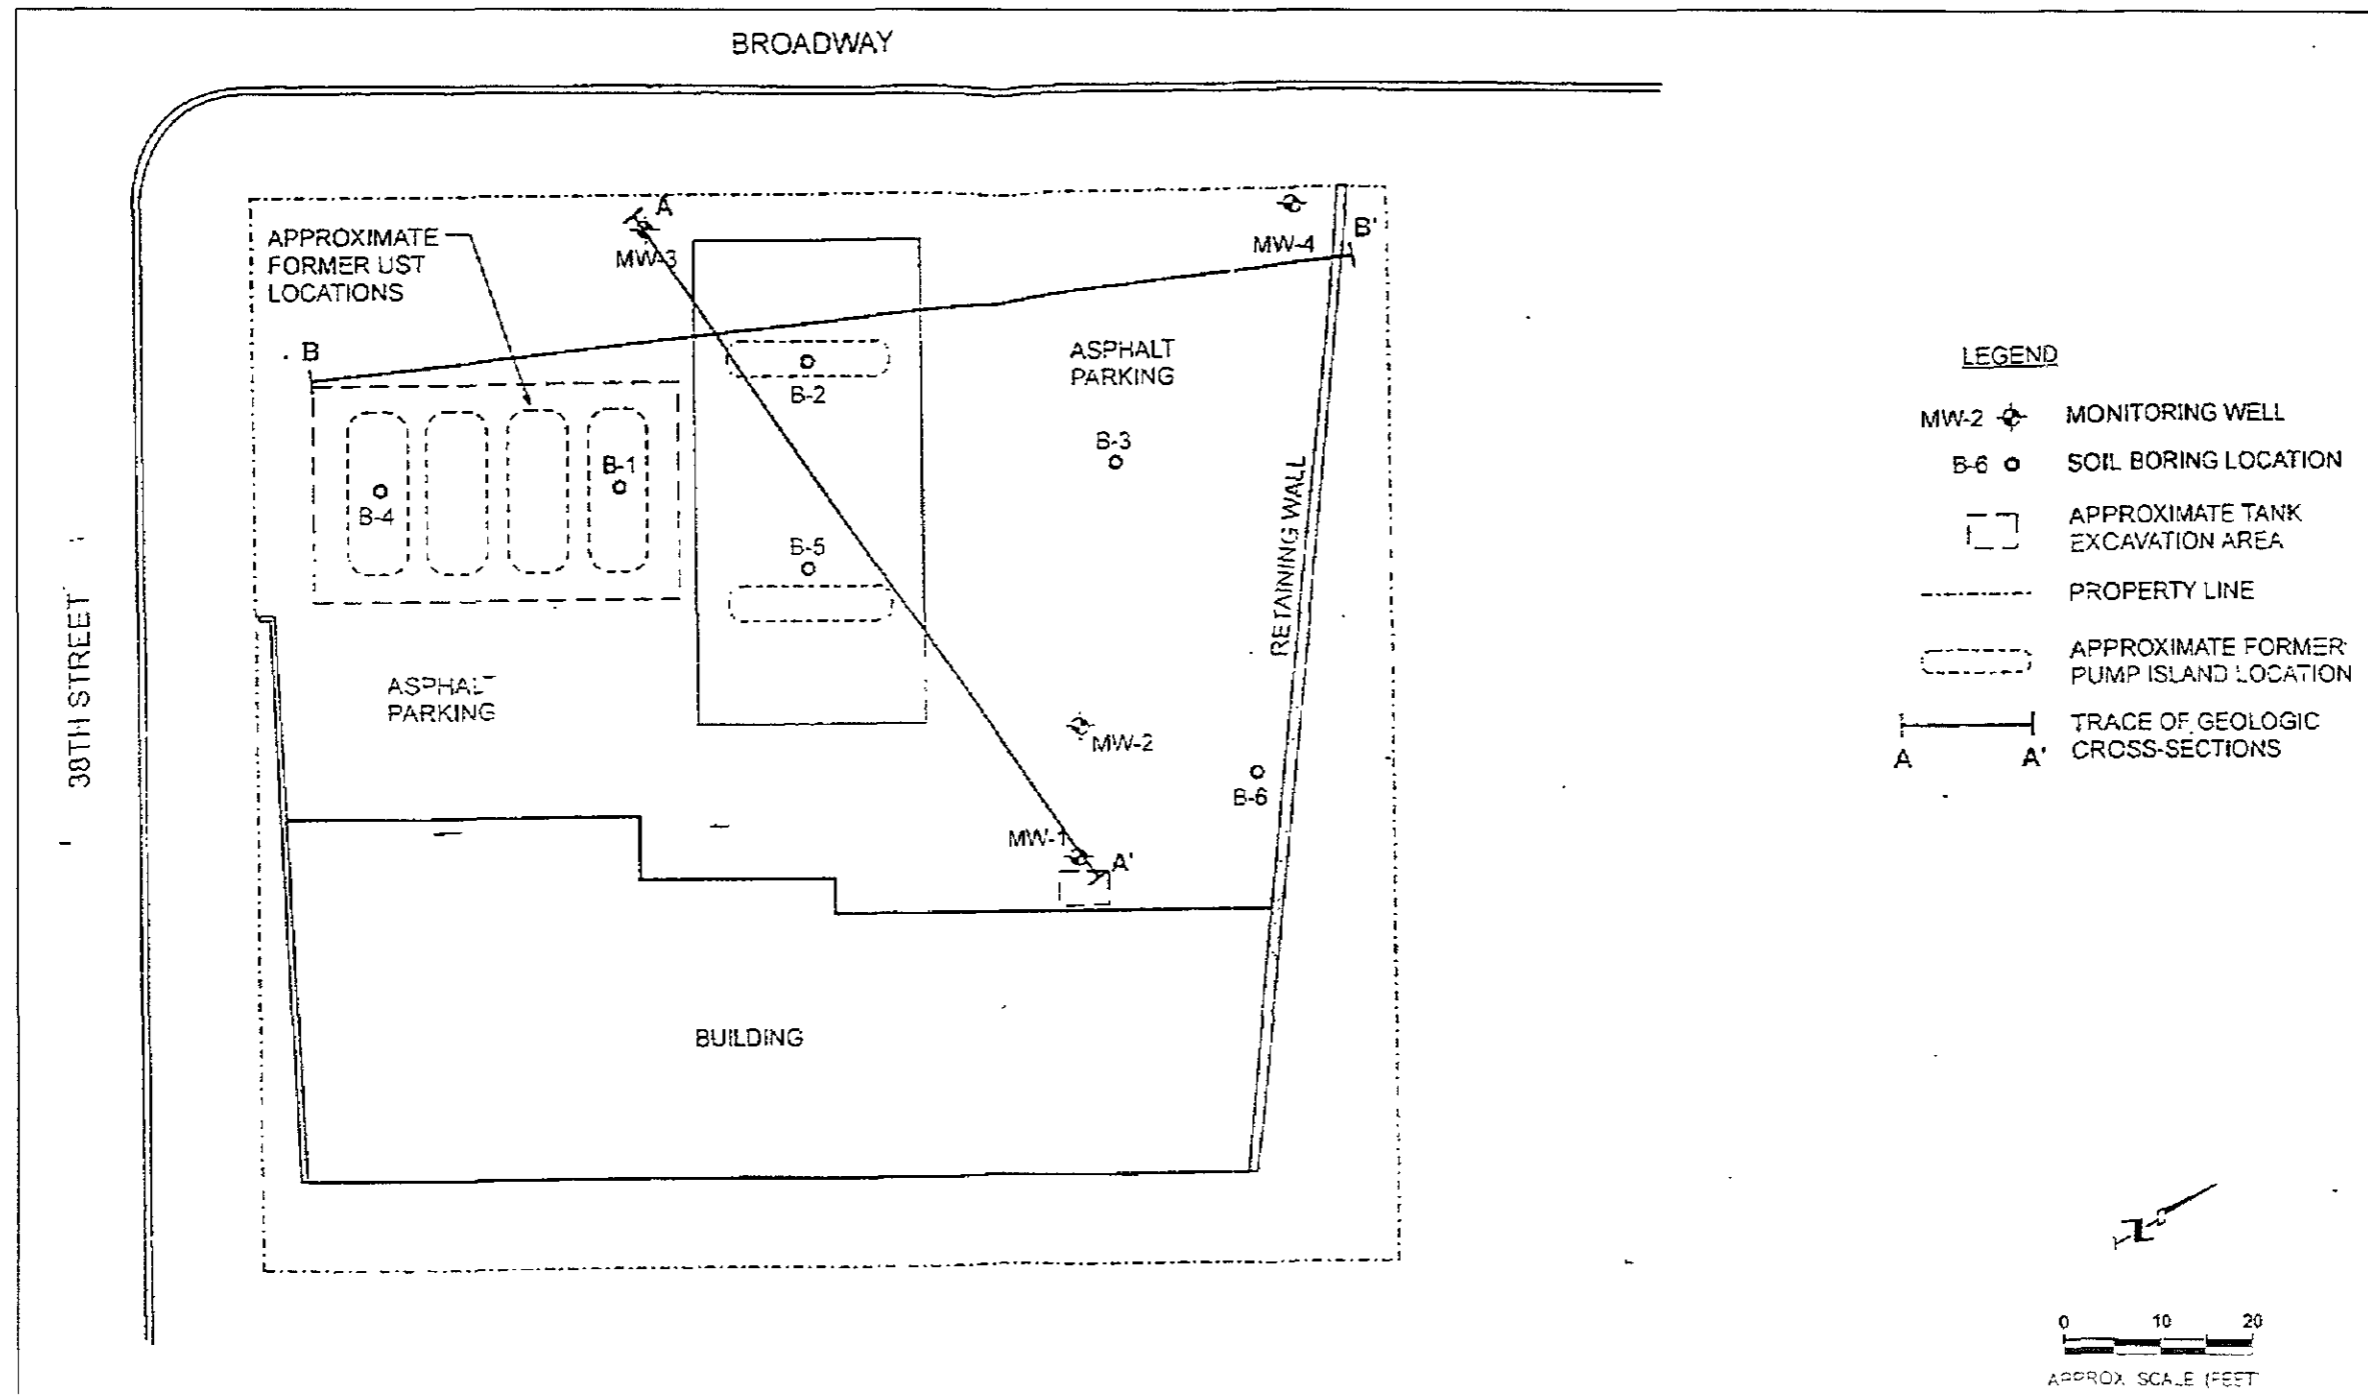 BROADWAY
APPROXIMATE
FORMER UST
LOCATIONS
A
MW-3
MW-4
B'
B
B-2
ASPHALT
PARKING
B-3
B-1
B-4
B-5
RETAINING WALL
38TH STREET
ASPHALT
PARKING
MW-2
B-6
MW-1
A'
BUILDING
LEGEND
MW-2 MONITORING WELL
B-6 SOIL BORING LOCATION
APPROXIMATE TANK
EXCAVATION AREA
PROPERTY LINE
APPROXIMATE FORMER
PUMP ISLAND LOCATION
TRACE OF GEOLOGIC
CROSS-SECTIONS
A A'
Z
0 10 20
APPROX. SCALE (FEET